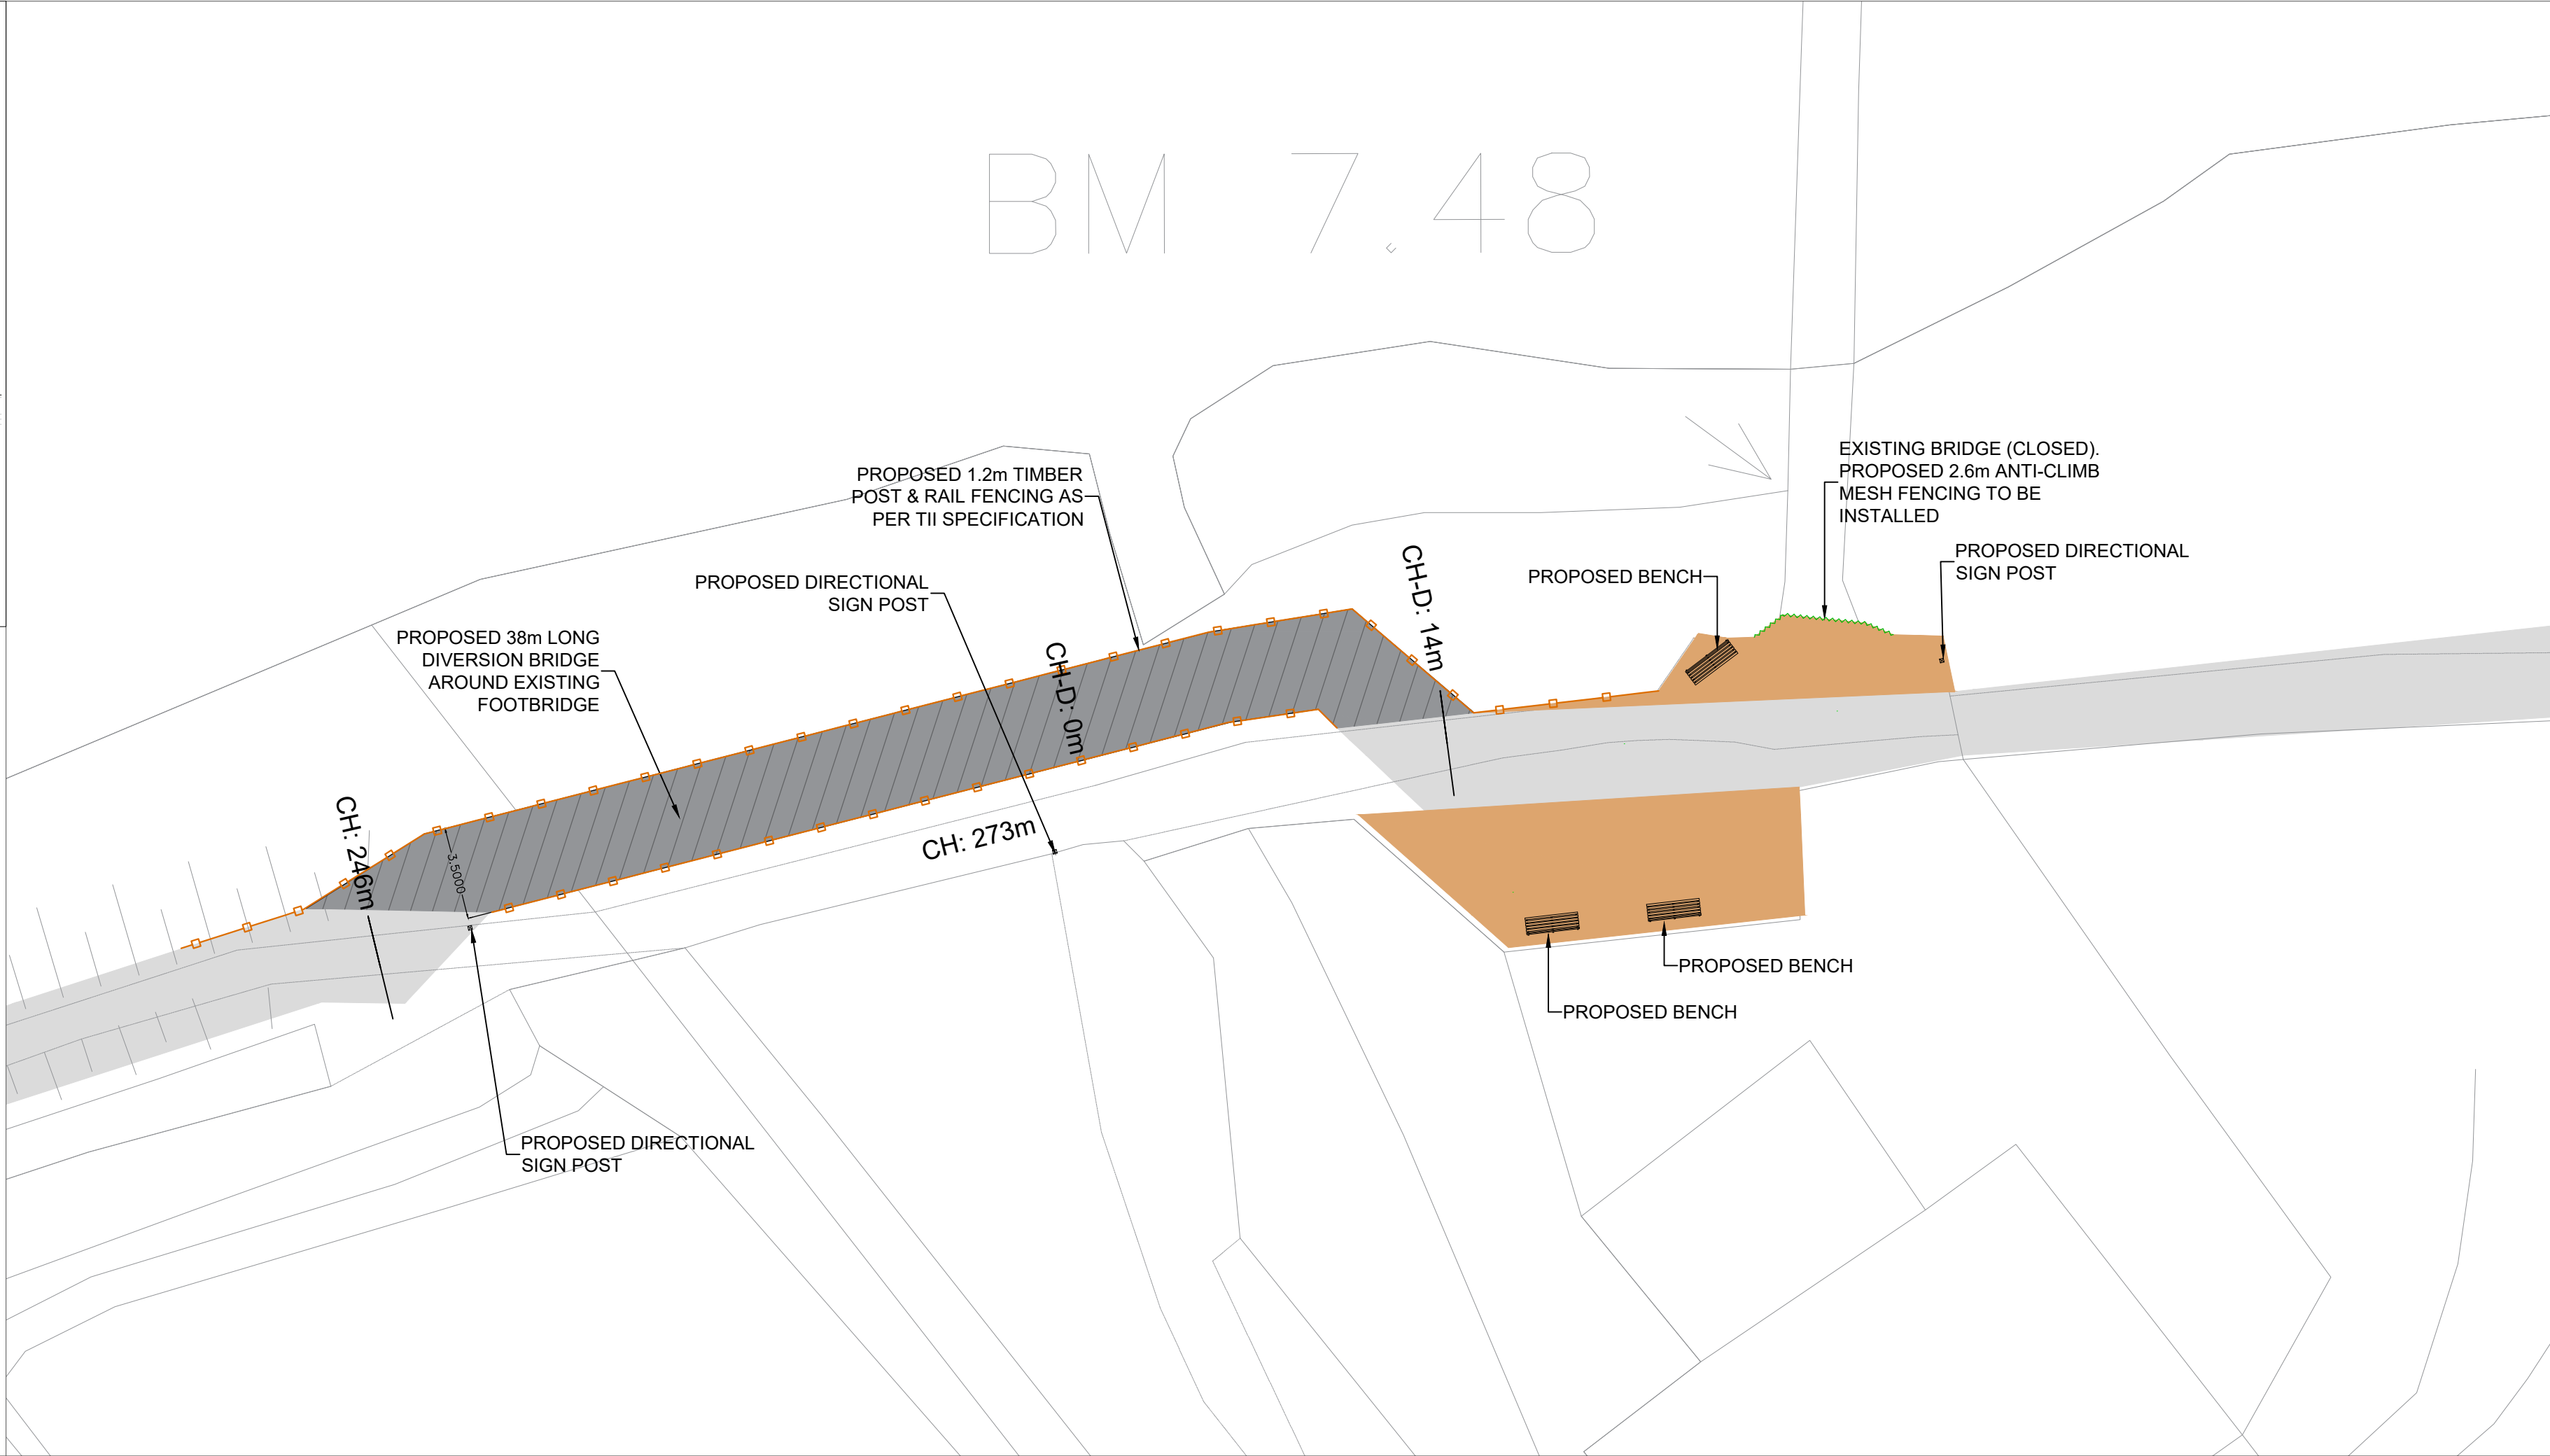 BM 7.48
EXISTING BRIDGE (CLOSED).
PROPOSED 2.6m ANTI-CLIMB
MESH FENCING TO BE
INSTALLED
PROPOSED 1.2m TIMBER
POST & RAIL FENCING AS
PER TII SPECIFICATION
PROPOSED DIRECTIONAL
SIGN POST
PROPOSED BENCH
PROPOSED DIRECTIONAL
SIGN POST
CH-D: 14m
PROPOSED 38m LONG
DIVERSION BRIDGE
AROUND EXISTING
FOOTBRIDGE
CH-D: 0m
CH: 246m
3.5000
CH: 273m
PROPOSED BENCH
PROPOSED BENCH
PROPOSED DIRECTIONAL
SIGN POST